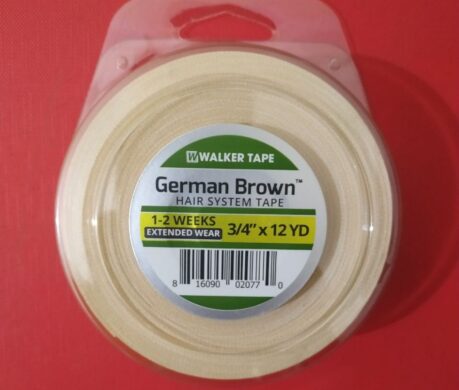 W WALKER TAPE
German Brown™
HAIR SYSTEM TAPE
1-2 WEEKS
EXTENDED WEAR
3/4" x 12 YD
8 16090 02077 0